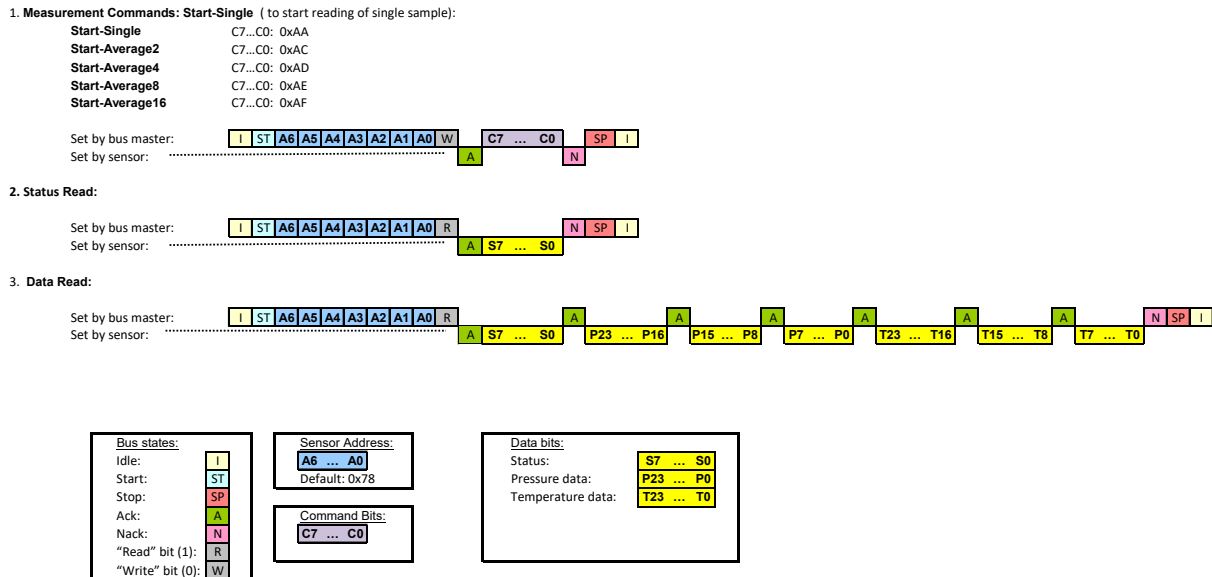 1. Measurement Commands: Start-Single ( to start reading of single sample):
Start-Single C7...C0: 0xAA
Start-Average2 C7...C0: 0xAC
Start-Average4 C7...C0: 0xAD
Start-Average8 C7...C0: 0xAE
Start-Average16 C7...C0: 0xAF
Set by bus master: I ST A6 A5 A4 A3 A2 A1 A0 W C7 ... C0 SP I
Set by sensor: A N
2. Status Read:
Set by bus master: I ST A6 A5 A4 A3 A2 A1 A0 R N SP I
Set by sensor: A S7 ... S0
3. Data Read:
Set by bus master: I ST A6 A5 A4 A3 A2 A1 A0 R A A A A A A N SP I
Set by sensor: A S7 ... S0 P23 ... P16 P15 ... P8 P7 ... P0 T23 ... T16 T15 ... T8 T7 ... T0
Bus states:
Idle: I
Start: ST
Stop: SP
Ack: A
Nack: N
"Read" bit (1): R
"Write" bit (0): W
Sensor Address:
A6 ... A0
Default: 0x78
Command Bits:
C7 ... C0
Data bits:
Status: S7 ... S0
Pressure data: P23 ... P0
Temperature data: T23 ... T0